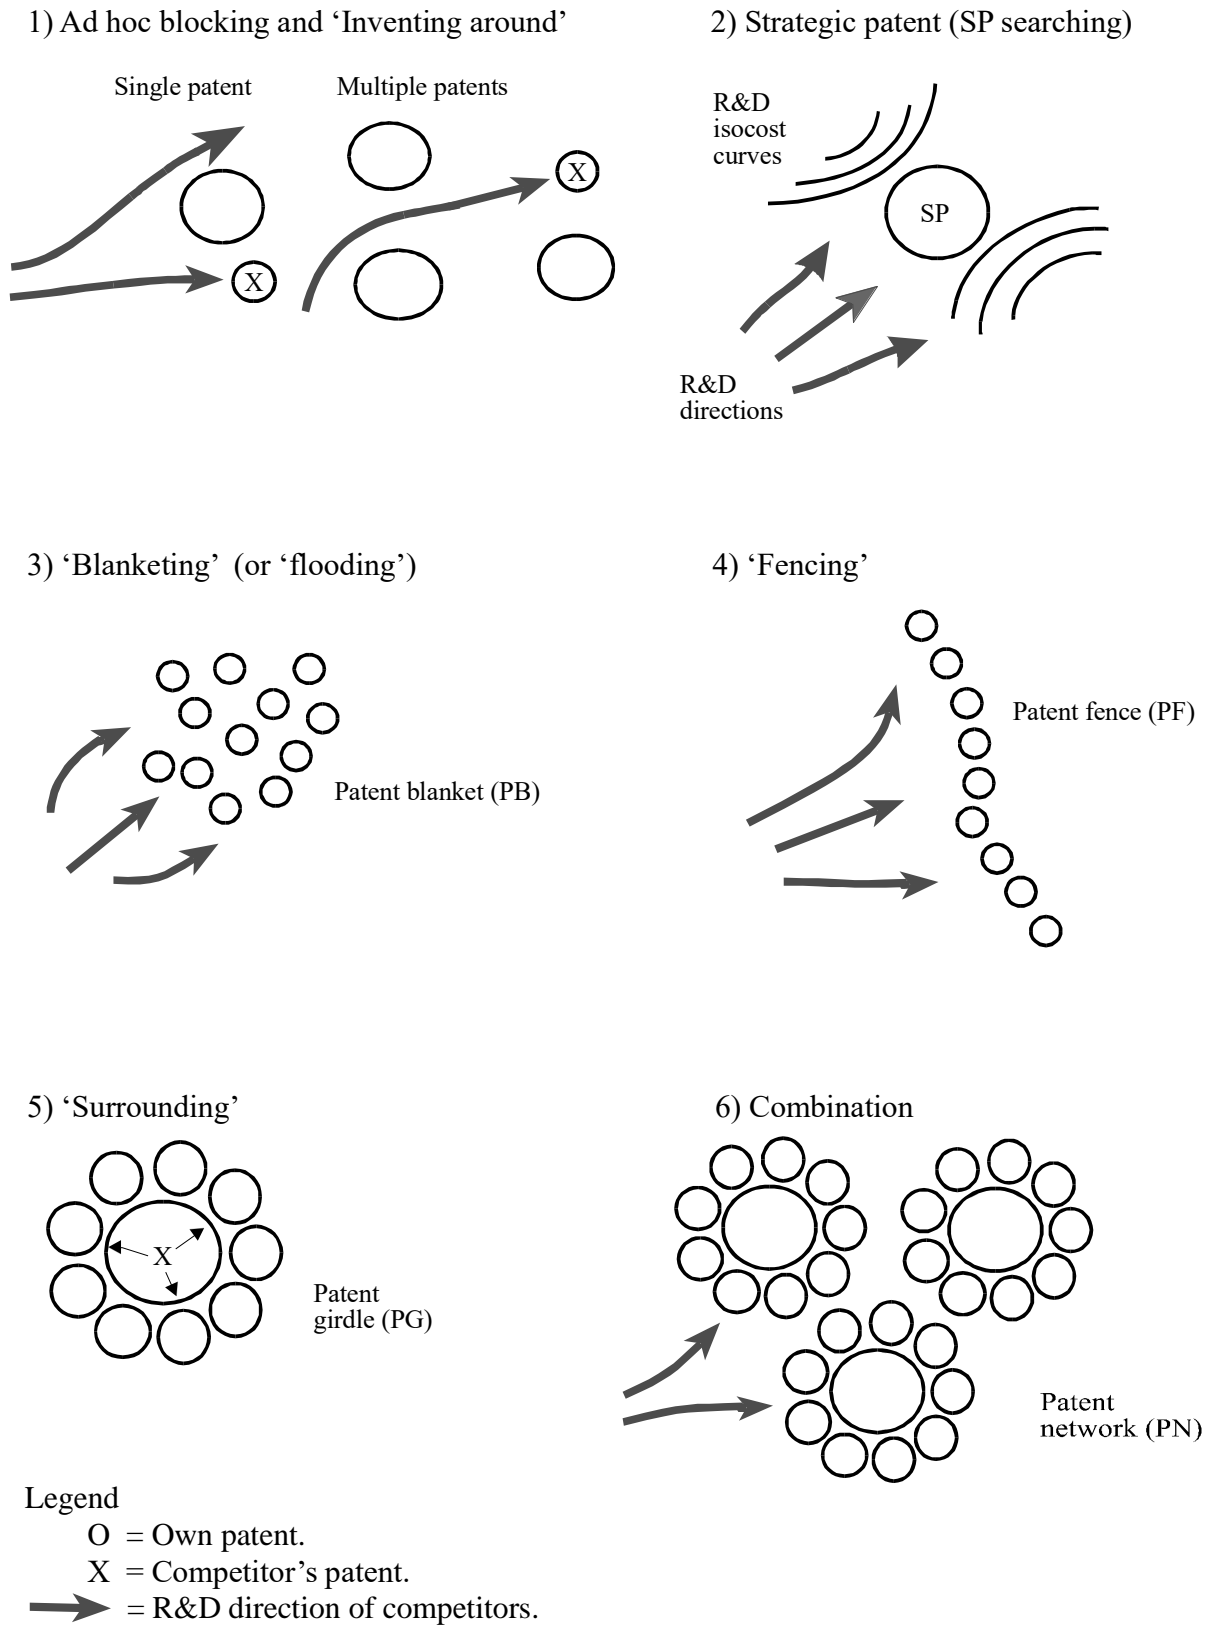 1) Ad hoc blocking and ‘Inventing around’
Single patent
Multiple patents
X
X
2) Strategic patent (SP searching)
R&D
isocost
curves
SP
R&D
directions
3) ‘Blanketing’ (or ‘flooding’)
Patent blanket (PB)
4) ‘Fencing’
Patent fence (PF)
5) ‘Surrounding’
X
Patent
girdle (PG)
6) Combination
Patent
network (PN)
Legend
O = Own patent.
X = Competitor’s patent.
= R&D direction of competitors.